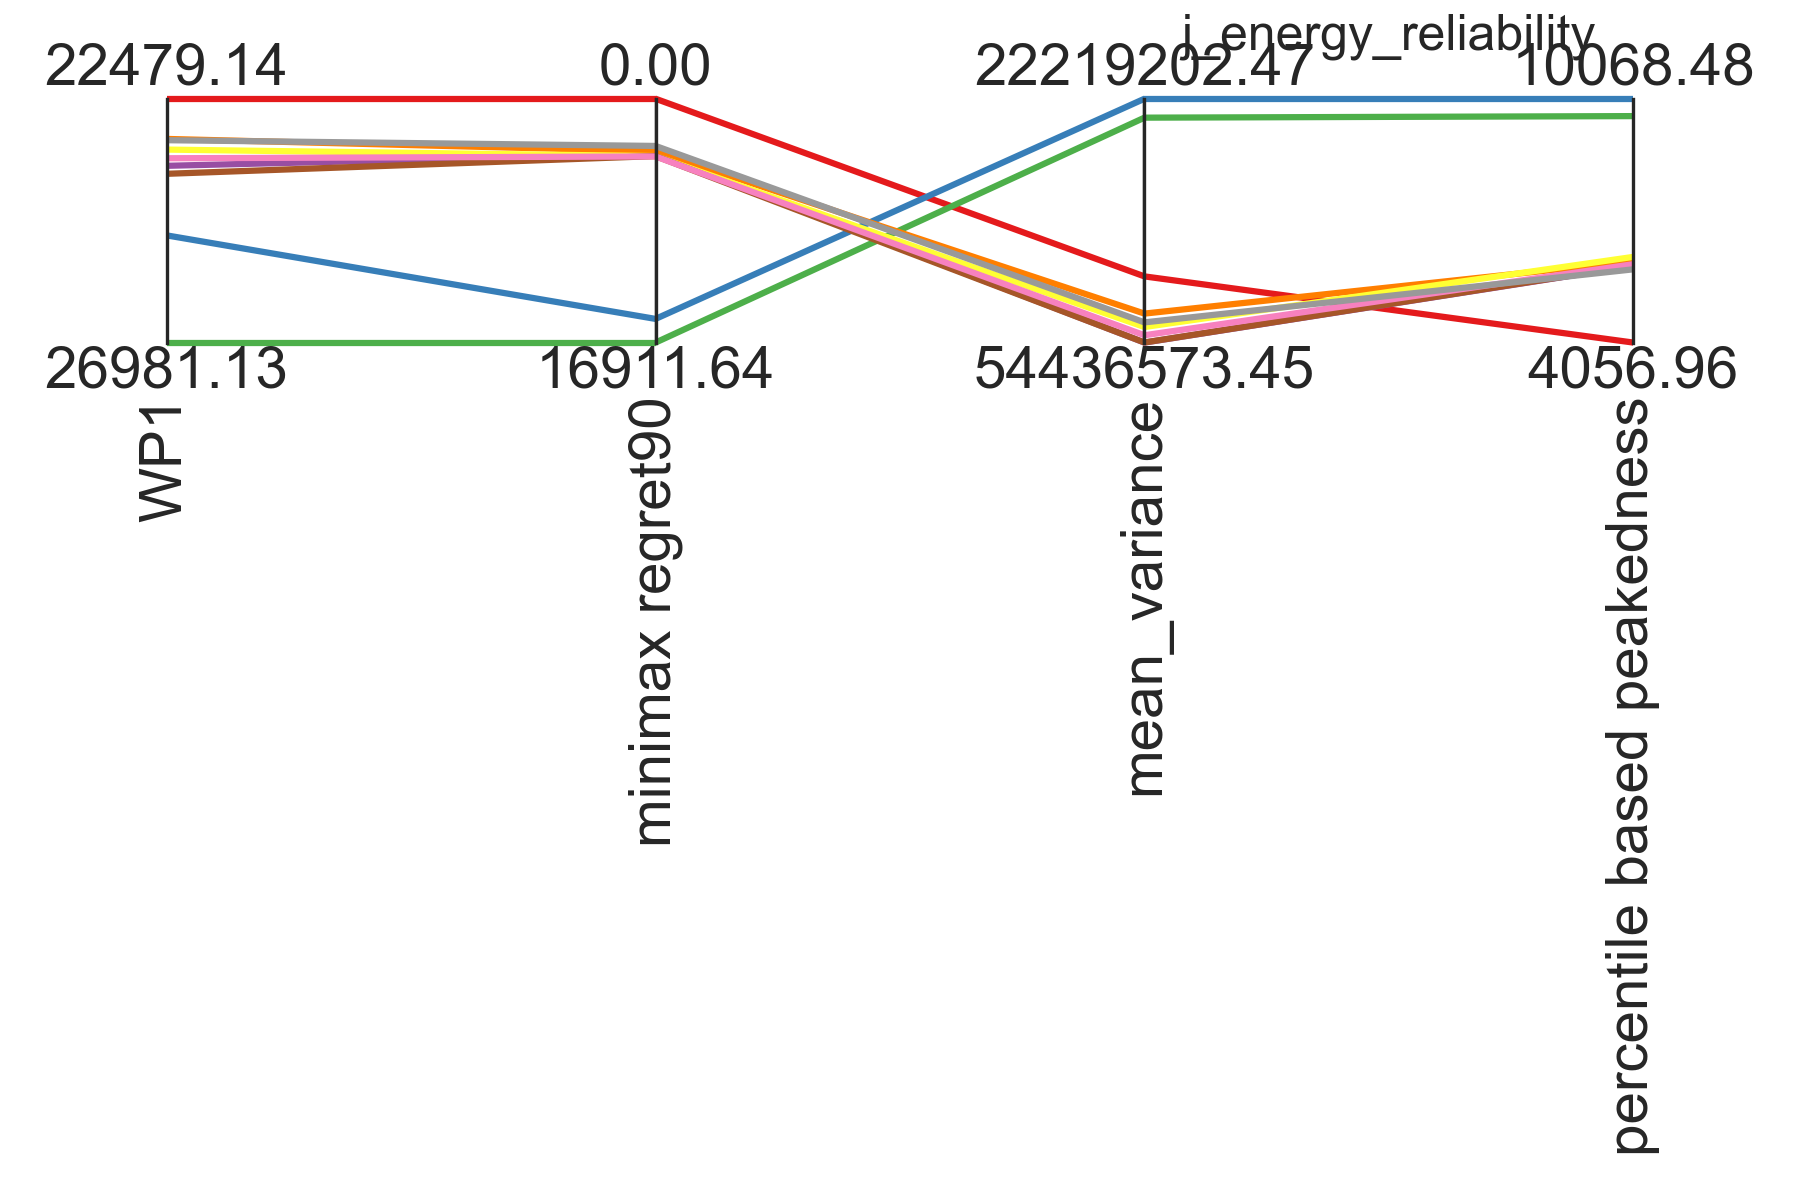 j_energy_reliability
22479.14
0.00
22219202.47
10068.48
26981.13
16911.64
54436573.45
4056.96
WP1
minimax regret90
mean_variance
percentile based peakedness